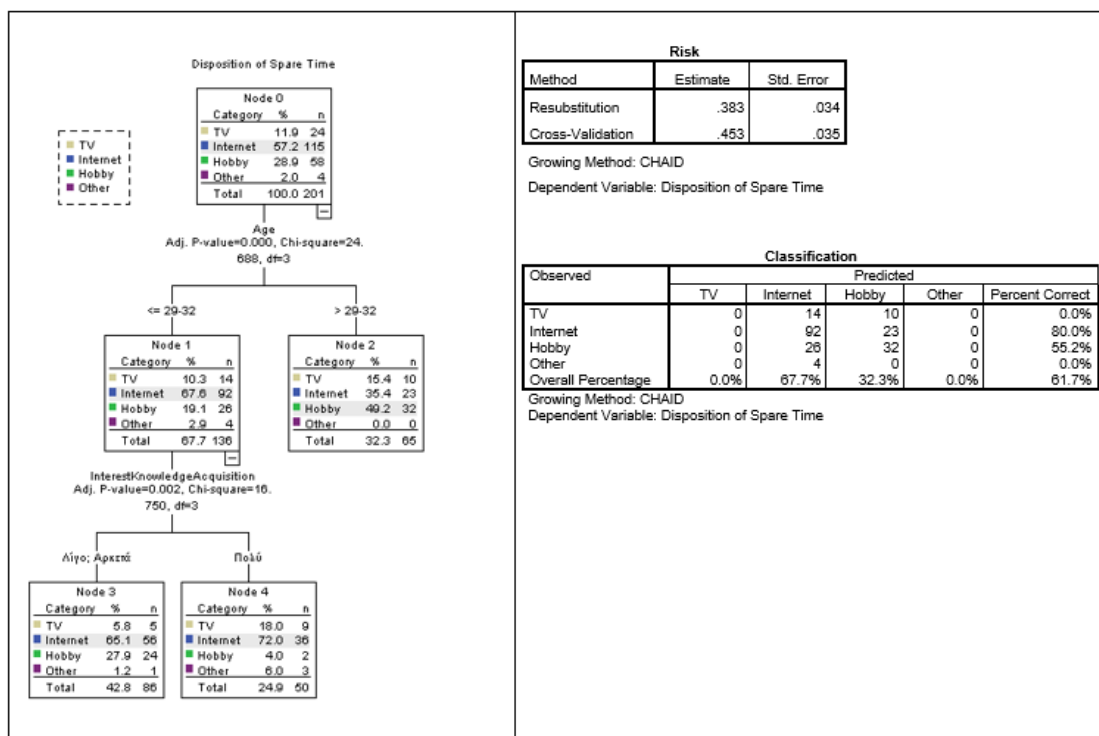 Disposition of Spare Time
TV
Internet
Hobby
Other
Node 0
Category % n
TV 11.9 24
Internet 57.2 115
Hobby 28.9 58
Other 2.0 4
Total 100.0 201
Age
Adj. P-value=0.000, Chi-square=24.
688, df=3
<= 29-32
> 29-32
Node 1
Category % n
TV 10.3 14
Internet 67.6 92
Hobby 19.1 26
Other 2.9 4
Total 67.7 136
Node 2
Category % n
TV 15.4 10
Internet 35.4 23
Hobby 49.2 32
Other 0.0 0
Total 32.3 65
InterestKnowledgeAcquisition
Adj. P-value=0.002, Chi-square=16.
750, df=3
Λίγο; Αρκετά
Πολύ
Node 3
Category % n
TV 5.8 5
Internet 65.1 56
Hobby 27.9 24
Other 1.2 1
Total 42.8 86
Node 4
Category % n
TV 18.0 9
Internet 72.0 36
Hobby 4.0 2
Other 6.0 3
Total 24.9 50
Risk
Method Estimate Std. Error
Resubstitution .383 .034
Cross-Validation .453 .035
Growing Method: CHAID
Dependent Variable: Disposition of Spare Time
Classification
Observed Predicted
TV Internet Hobby Other Percent Correct
TV 0 14 10 0 0.0%
Internet 0 92 23 0 80.0%
Hobby 0 26 32 0 55.2%
Other 0 4 0 0 0.0%
Overall Percentage 0.0% 67.7% 32.3% 0.0% 61.7%
Growing Method: CHAID
Dependent Variable: Disposition of Spare Time